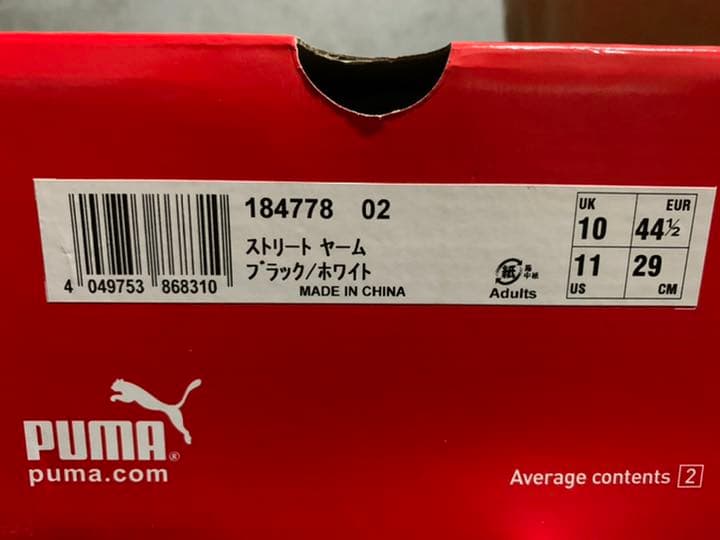 184778 02
ストリート ヤーム
ブラック/ホワイト
MADE IN CHINA
4 049753 868310
紙
Adults
UK EUR
10 44½
11 29
US CM
PUMA®
puma.com
Average contents 2